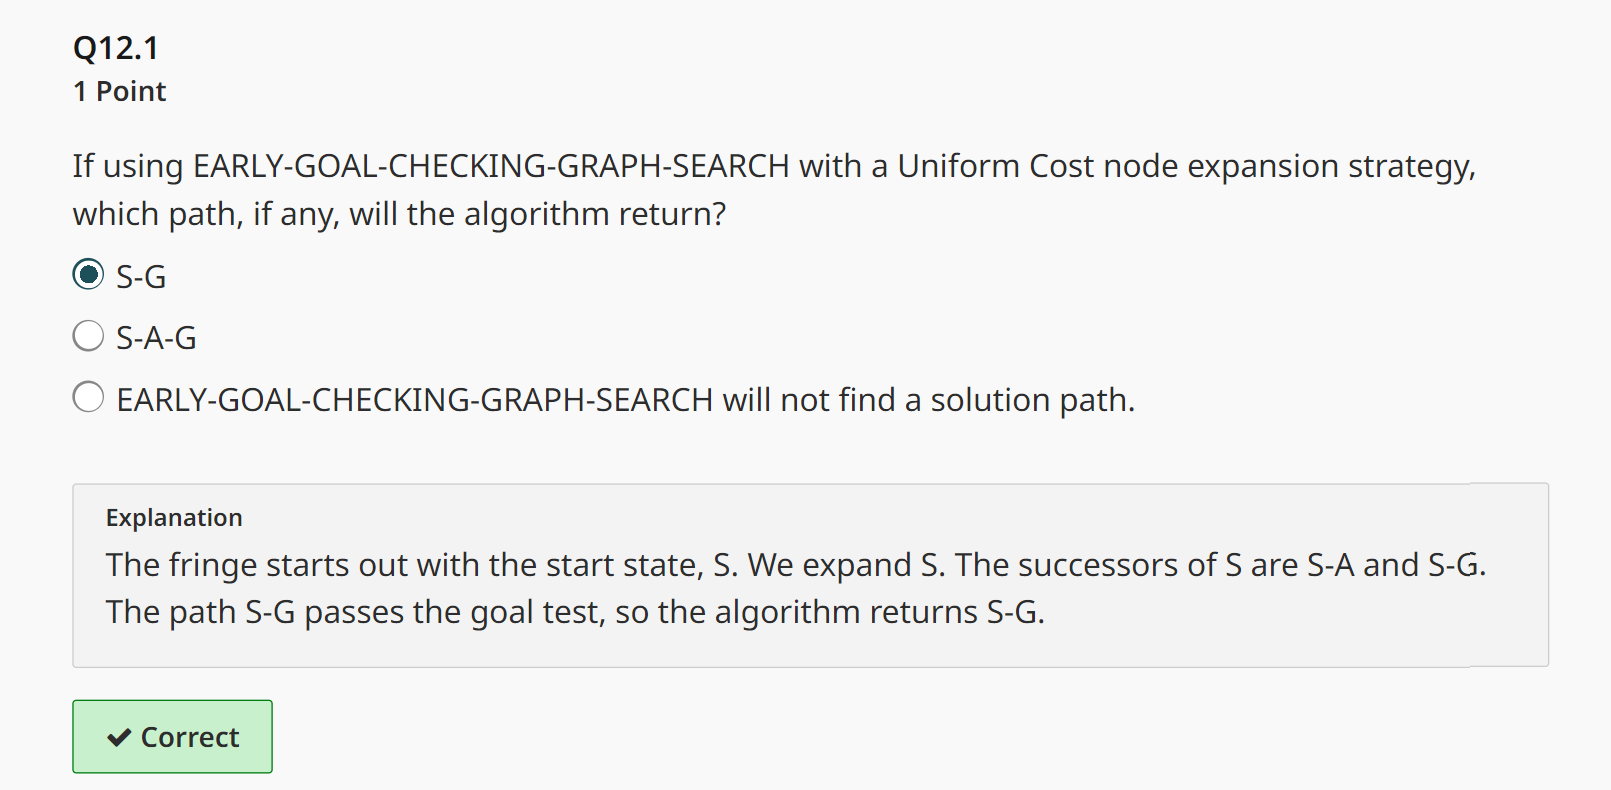 Q12.1
1 Point
If using EARLY-GOAL-CHECKING-GRAPH-SEARCH with a Uniform Cost node expansion strategy,
which path, if any, will the algorithm return?
S-G
S-A-G
EARLY-GOAL-CHECKING-GRAPH-SEARCH will not find a solution path.
Explanation
The fringe starts out with the start state, S. We expand S. The successors of S are S-A and S-G.
The path S-G passes the goal test, so the algorithm returns S-G.
✔ Correct